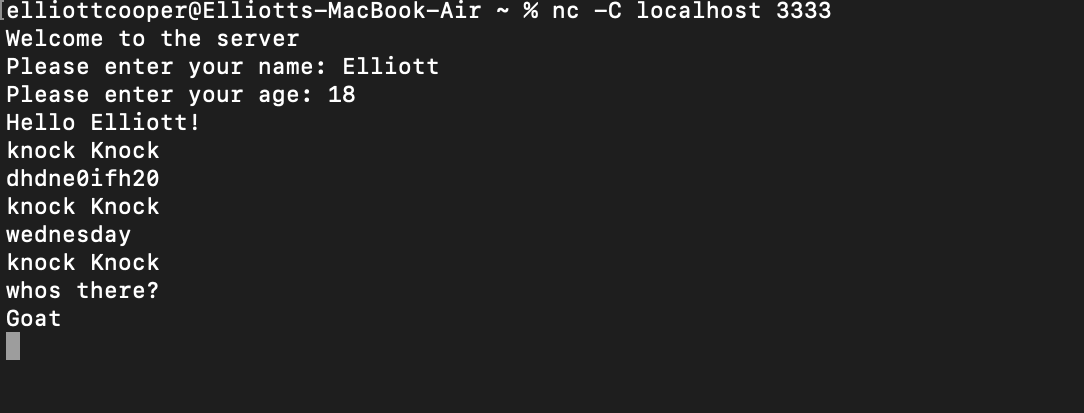 [elliottcooper@Elliotts-MacBook-Air ~ % nc -C localhost 3333
Welcome to the server
Please enter your name: Elliott
Please enter your age: 18
Hello Elliott!
knock Knock
dhdne0ifh20
knock Knock
wednesday
knock Knock
whos there?
Goat